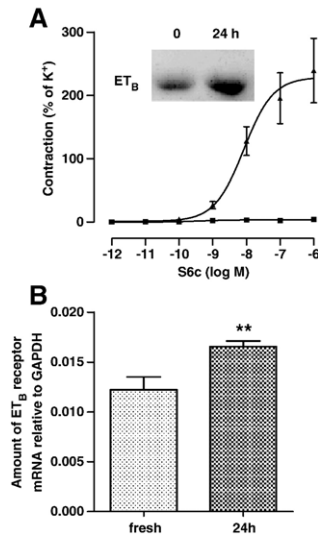 A
0 24 h
ET_B
300
200
100
0
Contraction (% of K⁺)
-12 -11 -10 -9 -8 -7 -6
S6c (log M)
B
0.020
0.015
0.010
0.005
0.000
Amount of ET_B receptor
mRNA relative to GAPDH
**
fresh 24h